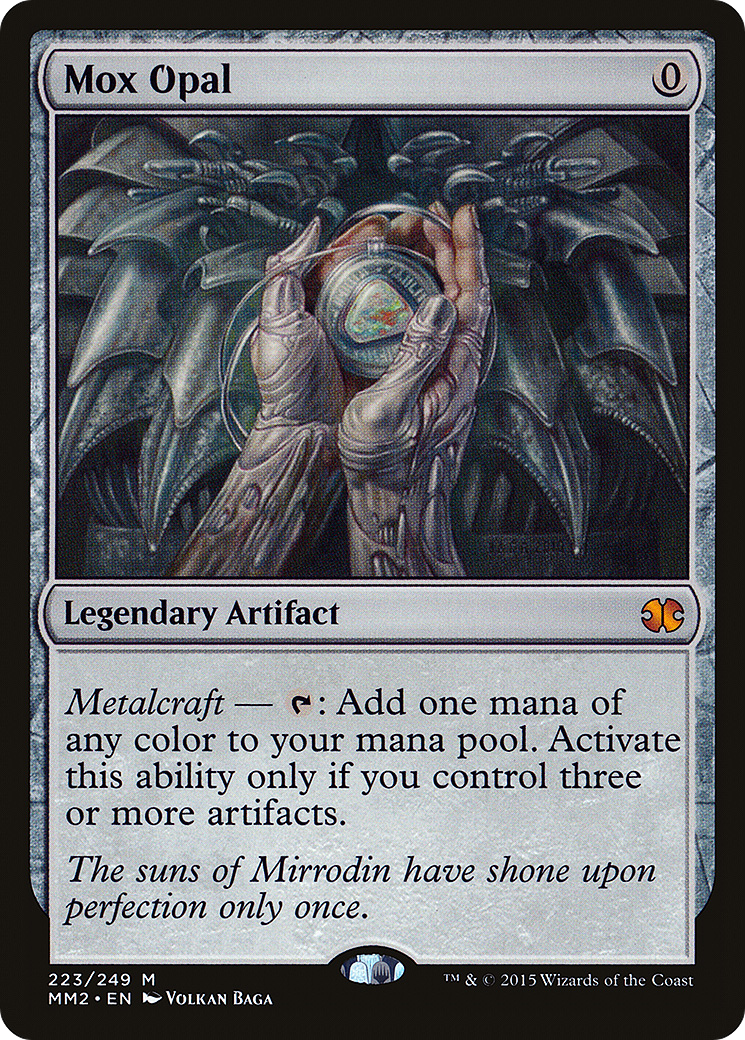 Mox Opal 0
Legendary Artifact
Metalcraft — : Add one mana of
any color to your mana pool. Activate
this ability only if you control three
or more artifacts.
The suns of Mirrodin have shone upon
perfection only once.
223/249 M
MM2 • EN Volkan Baga
™ & © 2015 Wizards of the Coast